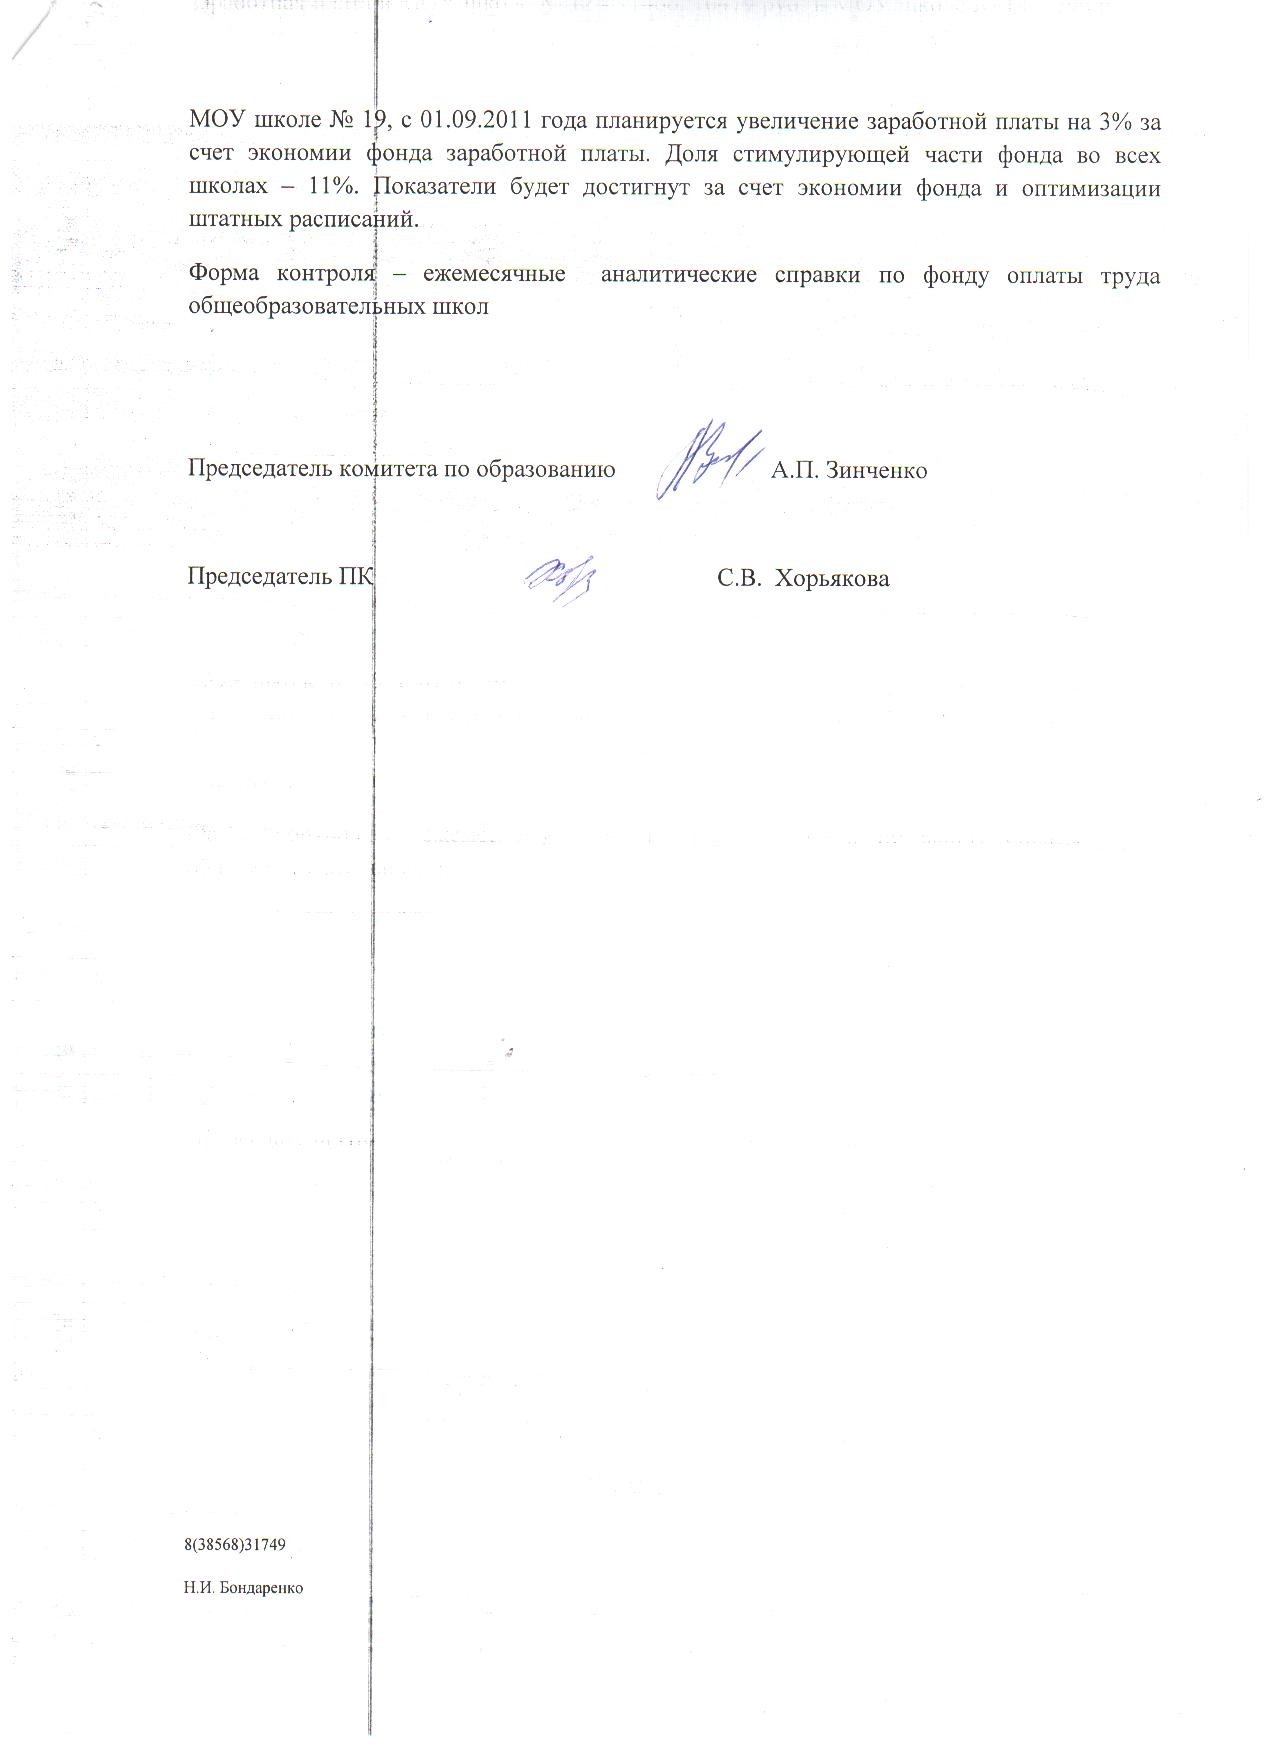 МОУ школе № 19, с 01.09.2011 года планируется увеличение заработной платы на 3% за
счет экономии фонда заработной платы. Доля стимулирующей части фонда во всех
школах – 11%. Показатели будет достигнут за счет экономии фонда и оптимизации
штатных расписаний.
Форма контроля – ежемесячные аналитические справки по фонду оплаты труда
общеобразовательных школ
Председатель комитета по образованию А.П. Зинченко
Председатель ПК С.В. Хорьякова
8(38568)31749
Н.И. Бондаренко